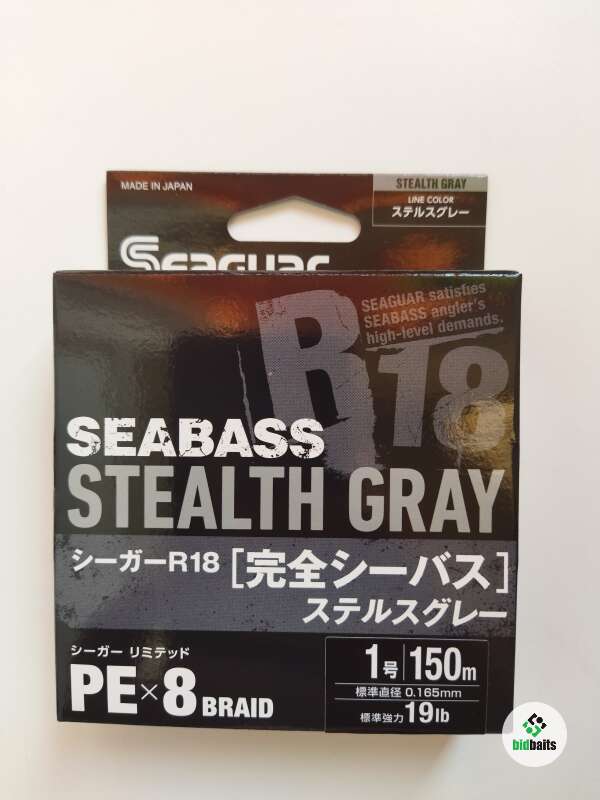 MADE IN JAPAN
STEALTH GRAY
LINE COLOR
ステルスグレー
Seaguar
R18
SEAGUAR satisfies
SEABASS angler's
high-level demands.
SEABASS
STEALTH GRAY
シーガーR18 [完全シーバス]
ステルスグレー
シーガー リミテッド
PE×8 BRAID
1号 150m
標準直径 0.165mm
標準強力 19lb
bidbaits